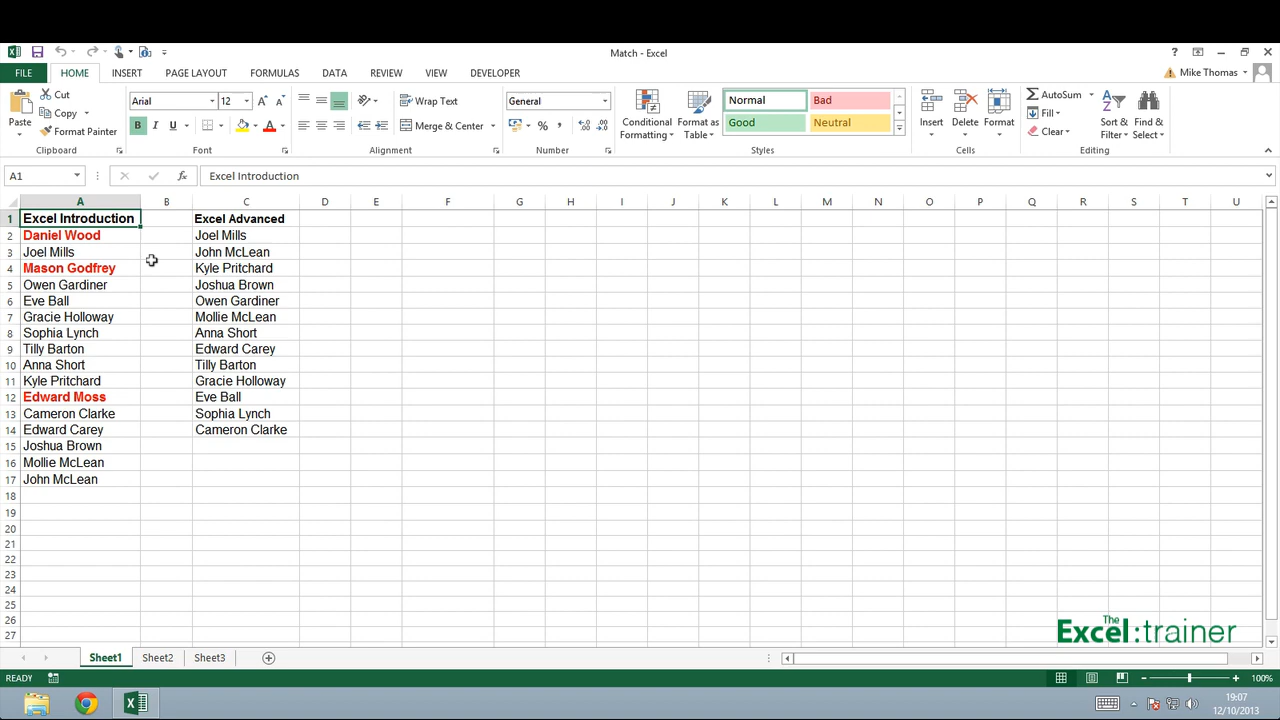 Match - Excel
?
FILE HOME INSERT PAGE LAYOUT FORMULAS DATA REVIEW VIEW DEVELOPER Mike Thomas
Paste
Cut
Copy
Format Painter
Clipboard
Arial 12
B I U
Font
Wrap Text
Merge & Center
Alignment
General
%
Number
Conditional Formatting
Format as Table
Normal Bad
Good Neutral
Styles
Insert Delete Format
Cells
AutoSum
Fill
Clear
Sort & Filter
Find & Select
Editing
A1 fx Excel Introduction
A B C D E F G H I J K L M N O P Q R S T U
1 Excel Introduction Excel Advanced
2 Daniel Wood Joel Mills
3 Joel Mills John McLean
4 Mason Godfrey Kyle Pritchard
5 Owen Gardiner Joshua Brown
6 Eve Ball Owen Gardiner
7 Gracie Holloway Mollie McLean
8 Sophia Lynch Anna Short
9 Tilly Barton Edward Carey
10 Anna Short Tilly Barton
11 Kyle Pritchard Gracie Holloway
12 Edward Moss Eve Ball
13 Cameron Clarke Sophia Lynch
14 Edward Carey Cameron Clarke
15 Joshua Brown
16 Mollie McLean
17 John McLean
18
19
20
21
22
23
24
25
26
27
The Excel:trainer
Sheet1 Sheet2 Sheet3
READY 100%
19:07
12/10/2013